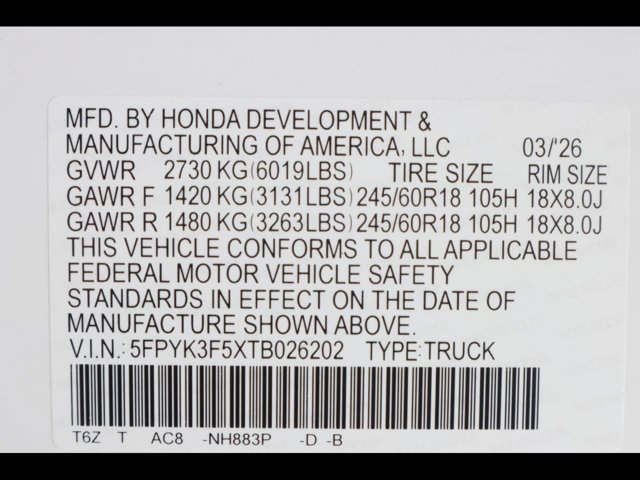 MFD. BY HONDA DEVELOPMENT &
MANUFACTURING OF AMERICA, LLC 03/'26
GVWR 2730 KG(6019LBS) TIRE SIZE RIM SIZE
GAWR F 1420 KG(3131LBS) 245/60R18 105H 18X8.0J
GAWR R 1480 KG(3263LBS) 245/60R18 105H 18X8.0J
THIS VEHICLE CONFORMS TO ALL APPLICABLE
FEDERAL MOTOR VEHICLE SAFETY
STANDARDS IN EFFECT ON THE DATE OF
MANUFACTURE SHOWN ABOVE.
V.I.N.: 5FPYK3F5XTB026202 TYPE:TRUCK
T6Z T AC8 -NH883P -D -B